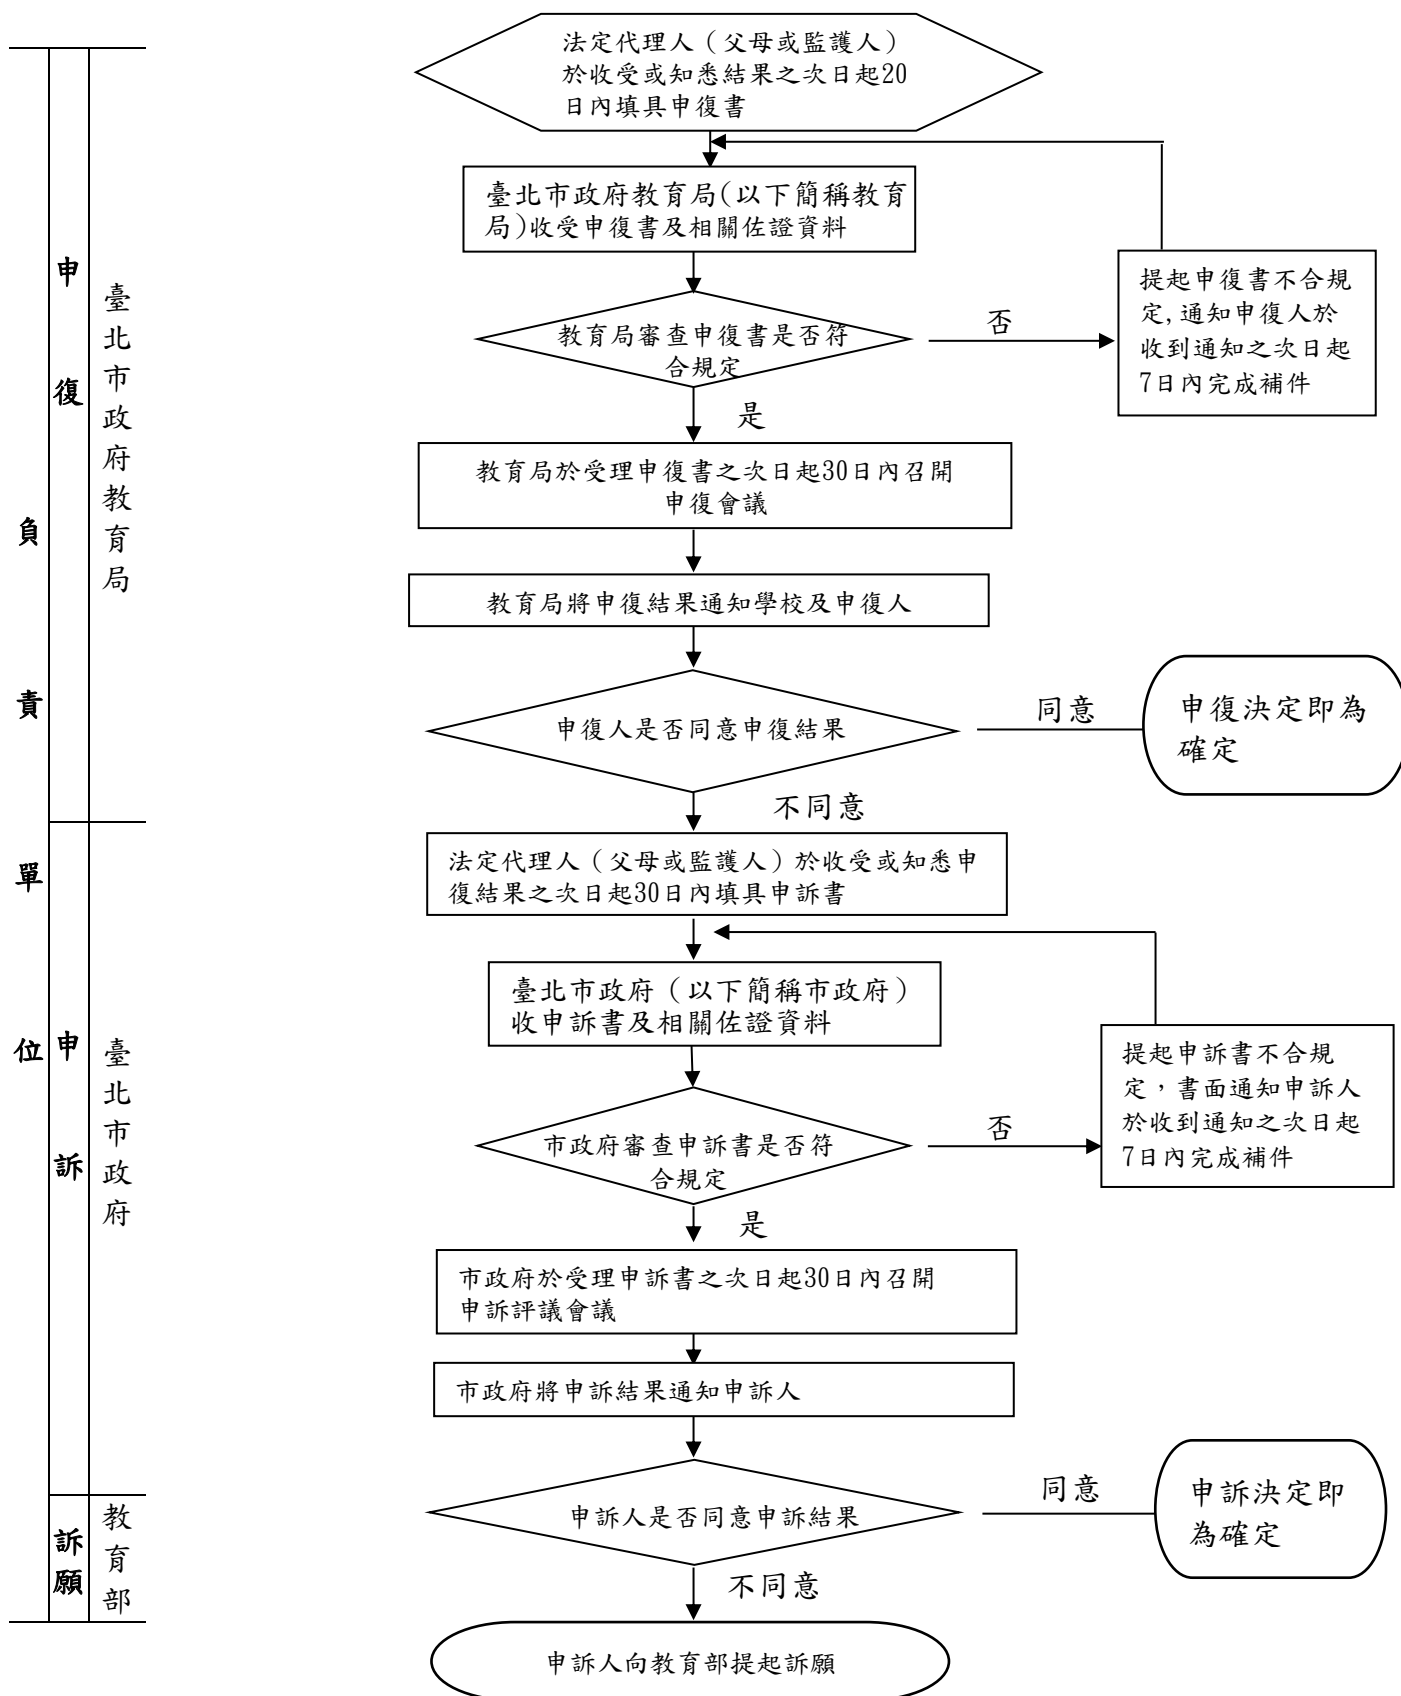 法定代理人（父母或監護人）
於收受或知悉結果之次日起20
日內填具申復書
臺北市政府教育局(以下簡稱教育
局)收受申復書及相關佐證資料
教育局審查申復書是否符
合規定
否
提起申復書不合規
定,通知申復人於
收到通知之次日起
7日內完成補件
是
教育局於受理申復書之次日起30日內召開
申復會議
教育局將申復結果通知學校及申復人
申復人是否同意申復結果
同意
申復決定即為
確定
不同意
法定代理人（父母或監護人）於收受或知悉申
復結果之次日起30日內填具申訴書
臺北市政府（以下簡稱市政府）
收申訴書及相關佐證資料
市政府審查申訴書是否符
合規定
否
提起申訴書不合規
定，書面通知申訴人
於收到通知之次日起
7日內完成補件
是
市政府於受理申訴書之次日起30日內召開
申訴評議會議
市政府將申訴結果通知申訴人
申訴人是否同意申訴結果
同意
申訴決定即
為確定
不同意
申訴人向教育部提起訴願
負責單位
申復
臺北市政府教育局
申訴
臺北市政府
訴願
教育部